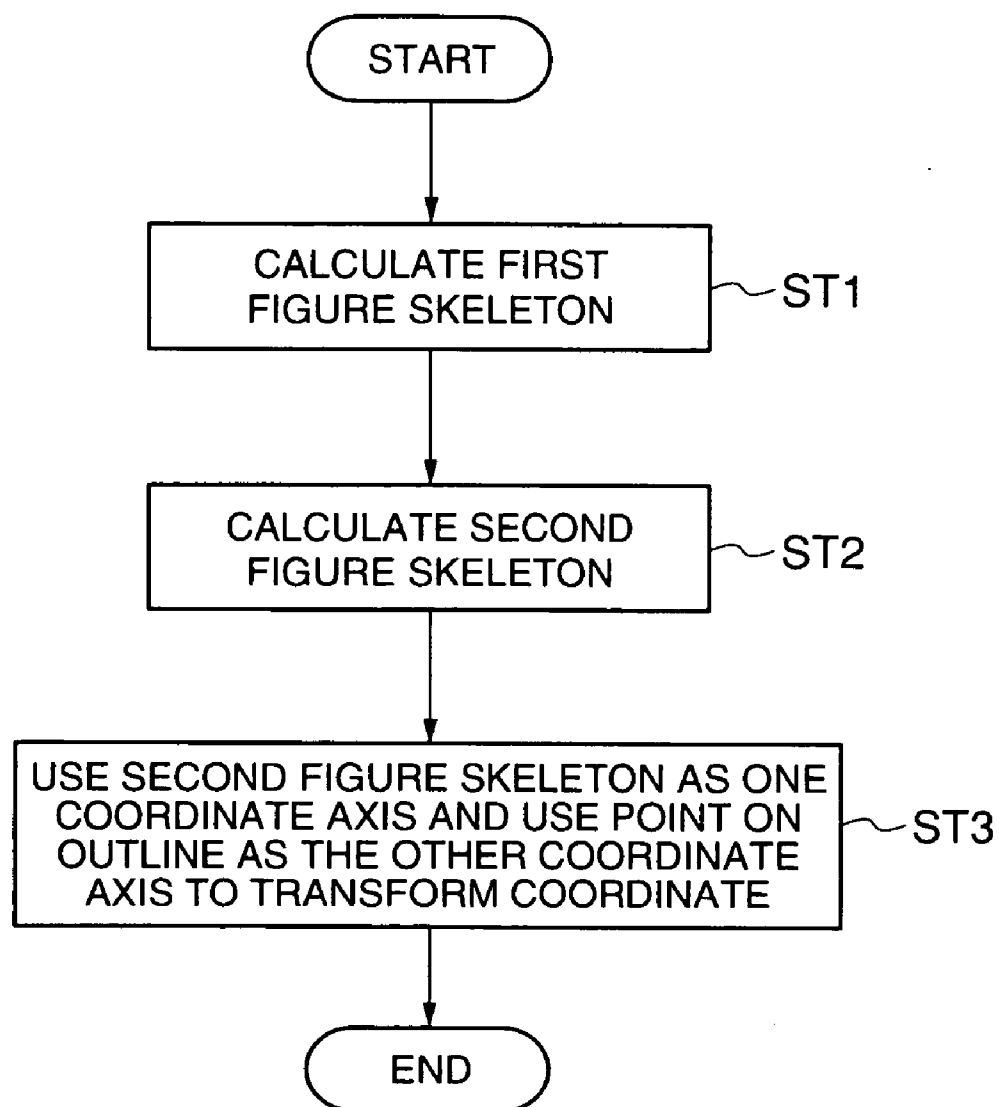 START
CALCULATE FIRST
FIGURE SKELETON
ST1
CALCULATE SECOND
FIGURE SKELETON
ST2
USE SECOND FIGURE SKELETON AS ONE
COORDINATE AXIS AND USE POINT ON
OUTLINE AS THE OTHER COORDINATE
AXIS TO TRANSFORM COORDINATE
ST3
END